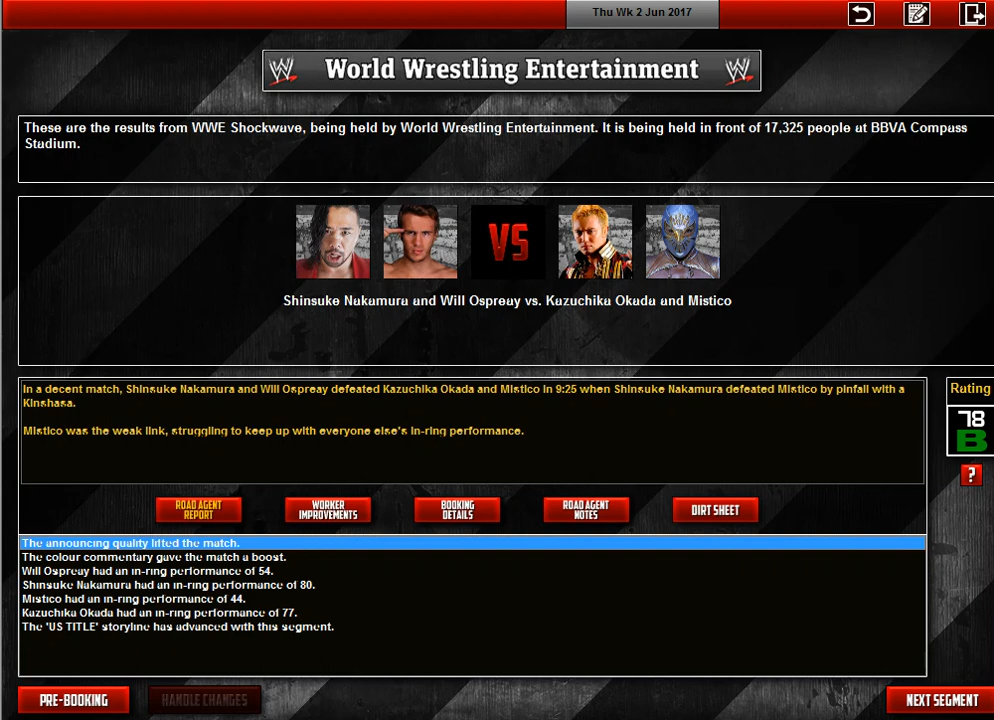 Thu Wk 2 Jun 2017
World Wrestling Entertainment
These are the results from WWE Shockwave, being held by World Wrestling Entertainment. It is being held in front of 17,325 people at BBVA Compass
Stadium.
VS
Shinsuke Nakamura and Will Ospreay vs. Kazuchika Okada and Mistico
In a decent match, Shinsuke Nakamura and Will Ospreay defeated Kazuchika Okada and Mistico in 9:25 when Shinsuke Nakamura defeated Mistico by pinfall with a
Kinshasa.
Mistico was the weak link, struggling to keep up with everyone else's in-ring performance.
Rating
78
B
?
ROAD AGENT
REPORT
WORKER
IMPROVEMENTS
BOOKING
DETAILS
ROAD AGENT
NOTES
DIRT SHEET
The announcing quality lifted the match.
The colour commentary gave the match a boost.
Will Ospreay had an in-ring performance of 54.
Shinsuke Nakamura had an in-ring performance of 80.
Mistico had an in-ring performance of 44.
Kazuchika Okada had an in-ring performance of 77.
The 'US TITLE' storyline has advanced with this segment.
PRE-BOOKING
HANDLE CHANGES
NEXT SEGMENT